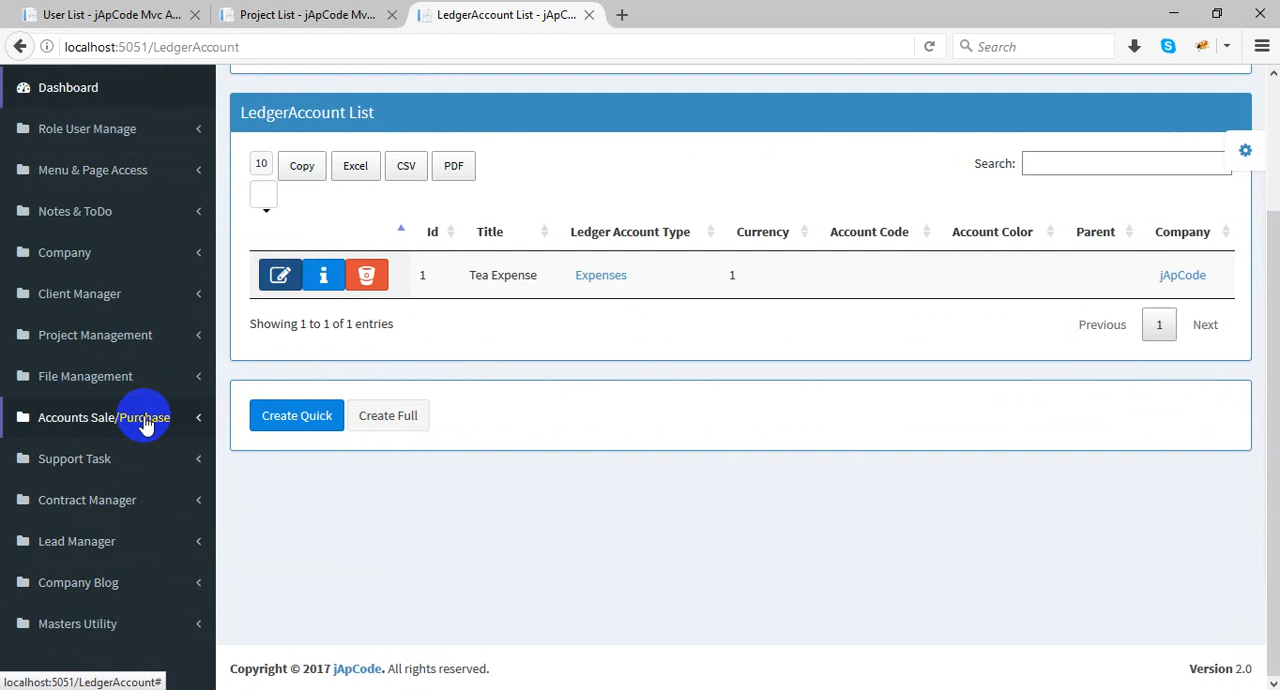 User List - jApCode Mvc A...
Project List - jApCode Mv...
LedgerAccount List - jApC...
localhost:5051/LedgerAccount
Search
Dashboard
Role User Manage
Menu & Page Access
Notes & ToDo
Company
Client Manager
Project Management
File Management
Accounts Sale/Purchase
Support Task
Contract Manager
Lead Manager
Company Blog
Masters Utility
localhost:5051/LedgerAccount#
LedgerAccount List
10 Copy Excel CSV PDF Search:
Id Title Ledger Account Type Currency Account Code Account Color Parent Company
1 Tea Expense Expenses 1 jApCode
Showing 1 to 1 of 1 entries Previous 1 Next
Create Quick Create Full
Copyright © 2017 jApCode. All rights reserved. Version 2.0